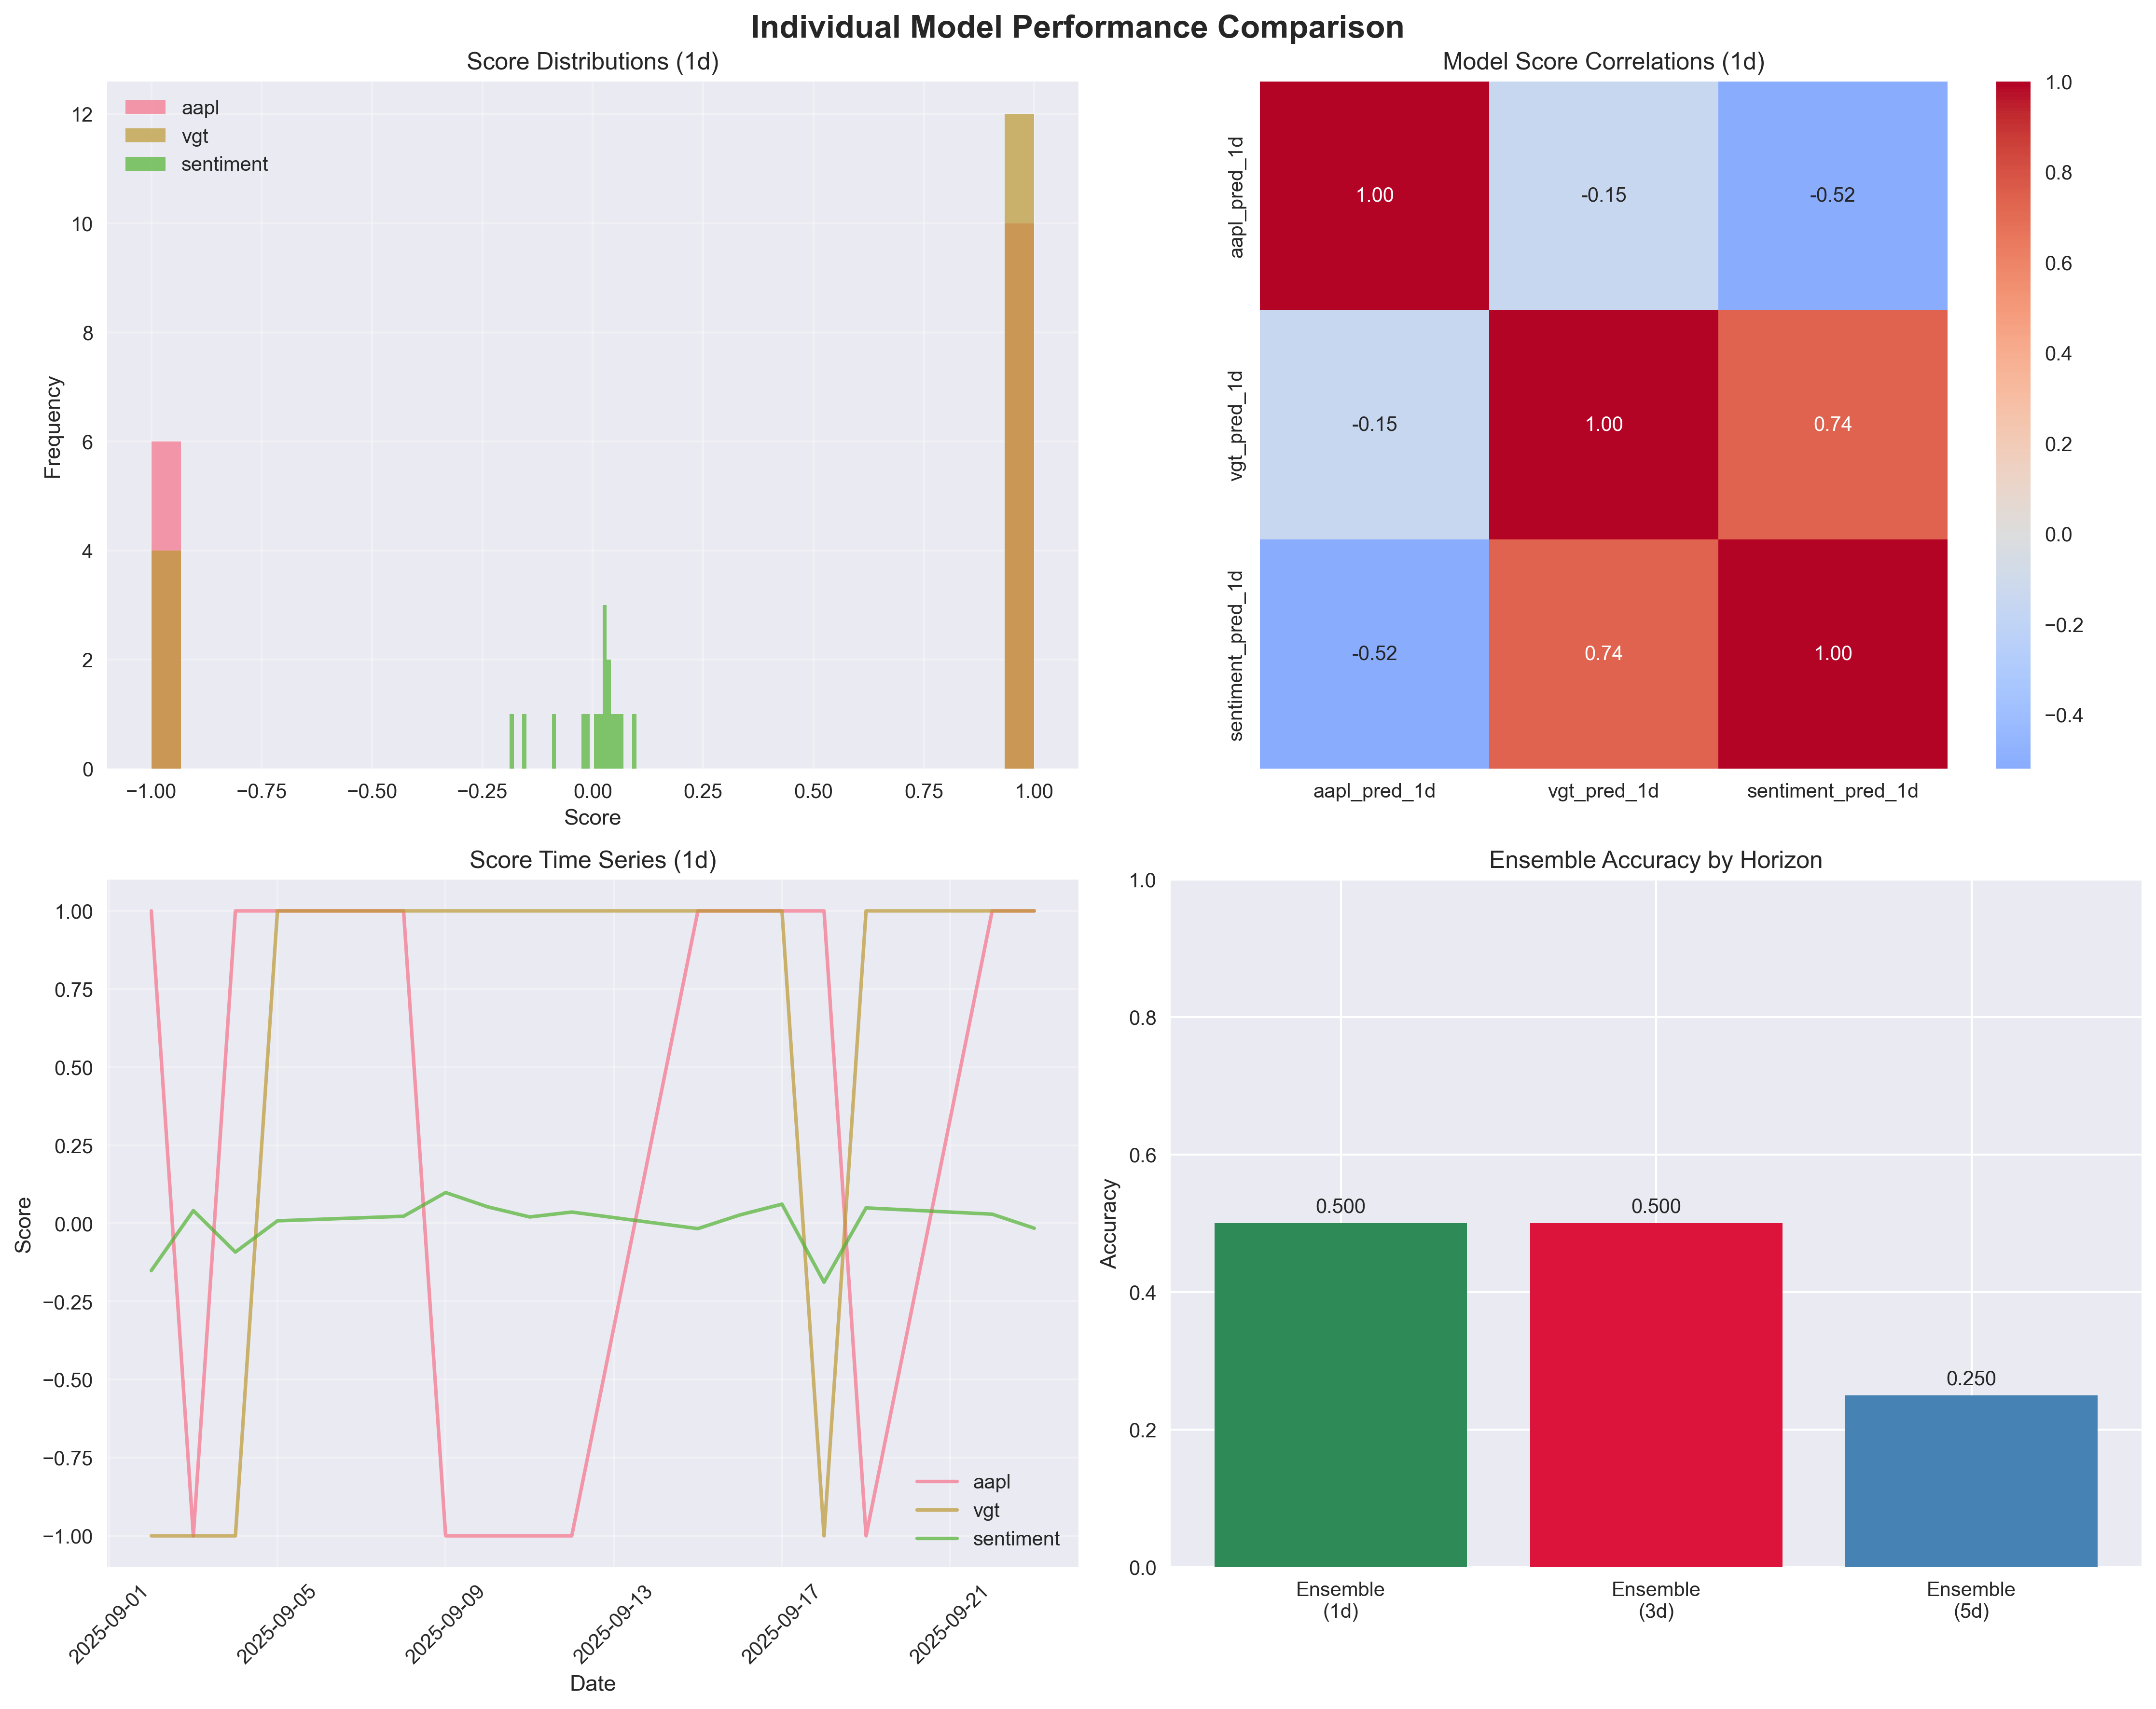 Individual Model Performance Comparison
Score Distributions (1d)
aapl
vgt
sentiment
12
10
8
6
4
2
0
Frequency
−1.00
−0.75
−0.50
−0.25
0.00
0.25
0.50
0.75
1.00
Score
Model Score Correlations (1d)
aapl_pred_1d
vgt_pred_1d
sentiment_pred_1d
1.00
-0.15
-0.52
-0.15
1.00
0.74
-0.52
0.74
1.00
aapl_pred_1d
vgt_pred_1d
sentiment_pred_1d
1.0
0.8
0.6
0.4
0.2
0.0
−0.2
−0.4
Score Time Series (1d)
1.00
0.75
0.50
0.25
0.00
−0.25
−0.50
−0.75
−1.00
Score
aapl
vgt
sentiment
2025-09-01
2025-09-05
2025-09-09
2025-09-13
2025-09-17
2025-09-21
Date
Ensemble Accuracy by Horizon
1.0
0.8
0.6
0.4
0.2
0.0
Accuracy
0.500
0.500
0.250
Ensemble
(1d)
Ensemble
(3d)
Ensemble
(5d)